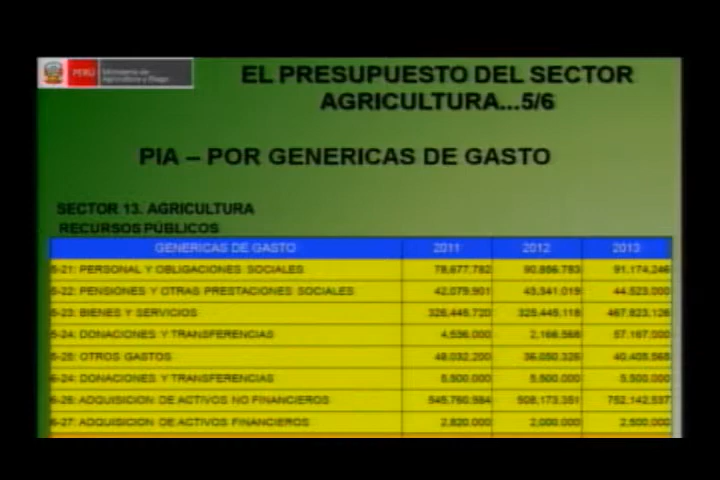 PERÚ Ministerio de Agricultura y Riego
EL PRESUPUESTO DEL SECTOR
AGRICULTURA...5/6
PIA – POR GENERICAS DE GASTO
SECTOR 13. AGRICULTURA
RECURSOS PÚBLICOS
GENERICAS DE GASTO 2011 2012 2013
5-21: PERSONAL Y OBLIGACIONES SOCIALES 78,677,782 90,886,783 91,174,246
5-22: PENSIONES Y OTRAS PRESTACIONES SOCIALES 42,079,901 43,341,019 44,523,000
5-23: BIENES Y SERVICIOS 326,445,720 325,445,118 467,823,126
5-24: DONACIONES Y TRANSFERENCIAS 4,536,000 2,166,568 57,167,000
5-25: OTROS GASTOS 48,032,200 36,050,325 40,405,565
6-24: DONACIONES Y TRANSFERENCIAS 5,500,000 5,500,000 5,500,000
6-26: ADQUISICION DE ACTIVOS NO FINANCIEROS 545,760,584 508,173,351 752,142,537
6-27: ADQUISICION DE ACTIVOS FINANCIEROS 2,820,000 2,000,000 2,500,000